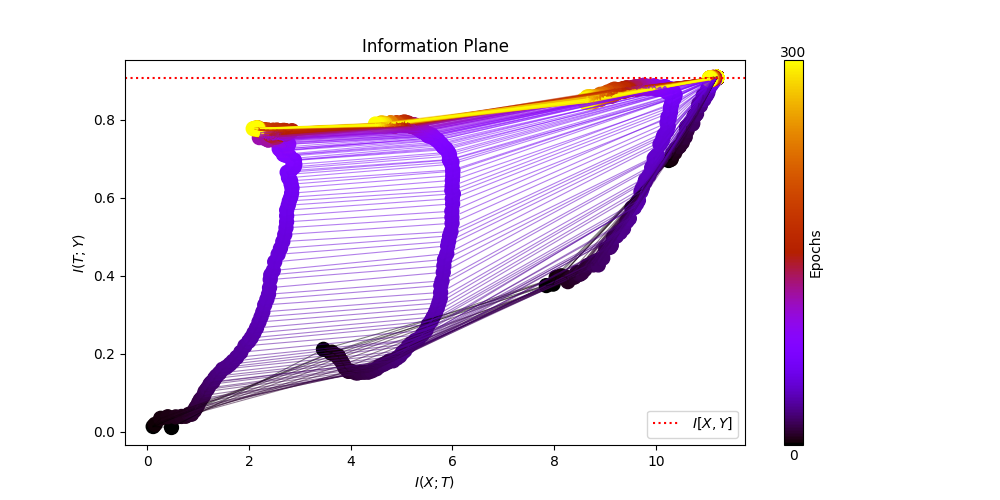 Information Plane
300
0.8
0.6
0.4
0.2
0.0
I(T; Y)
Epochs
I[X, Y]
0
0 2 4 6 8 10
I(X; T)